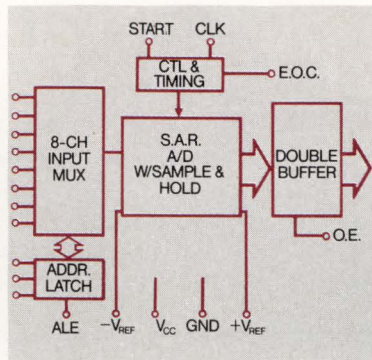 START CLK
CTL &
TIMING
E.O.C.
8-CH
INPUT
MUX
S.A.R.
A/D
W/SAMPLE &
HOLD
DOUBLE
BUFFER
O.E.
ADDR.
LATCH
ALE
-VREF
VCC
GND
+VREF